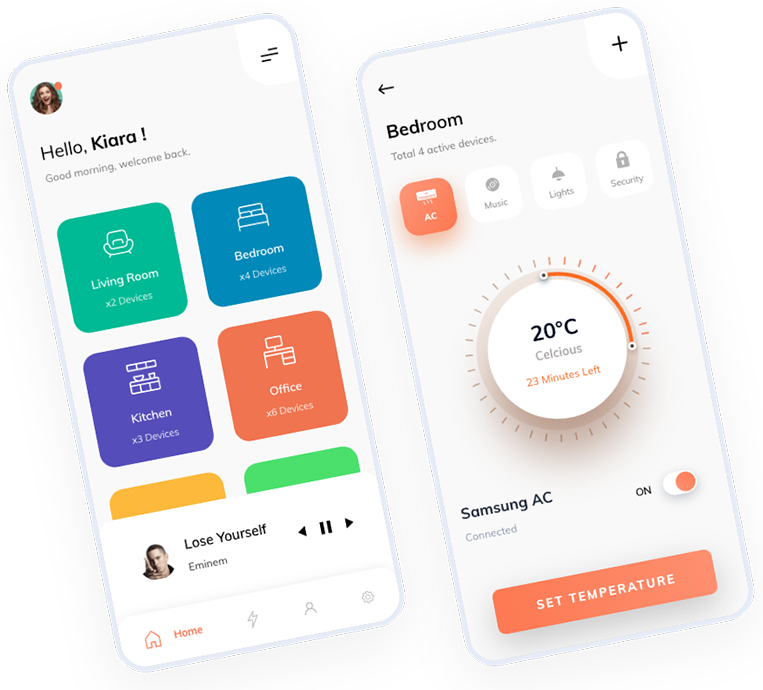 Hello, Kiara !
Good morning, welcome back.
Living Room
x2 Devices
Bedroom
x4 Devices
Kitchen
x3 Devices
Office
x6 Devices
Lose Yourself
Eminem
Home
Bedroom
Total 4 active devices.
AC
Music
Lights
Security
20°C
Celcious
23 Minutes Left
Samsung AC
Connected
ON
SET TEMPERATURE